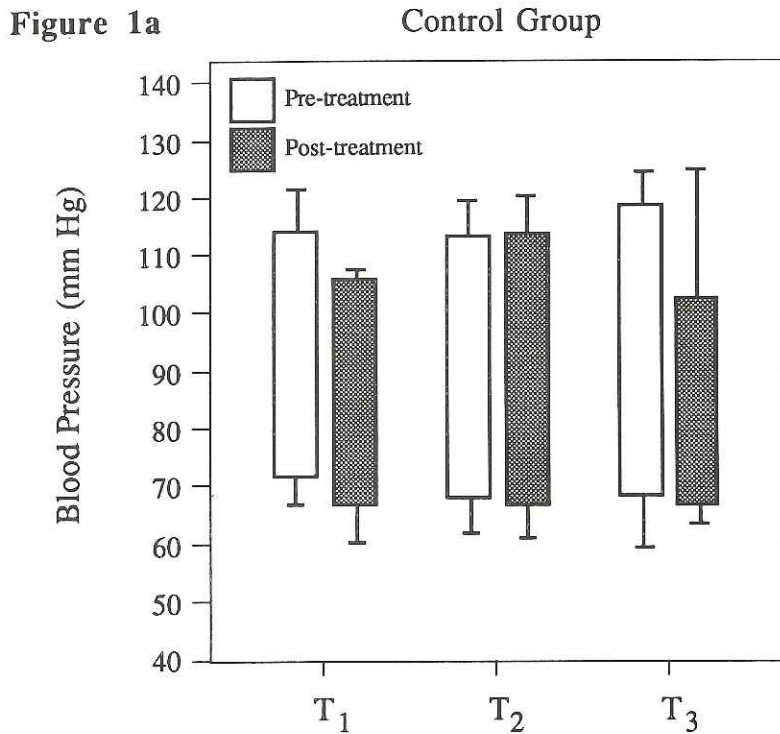 Figure 1a
Control Group
140
130
120
110
100
90
80
70
60
50
40
Blood Pressure (mm Hg)
Pre-treatment
Post-treatment
T1
T2
T3